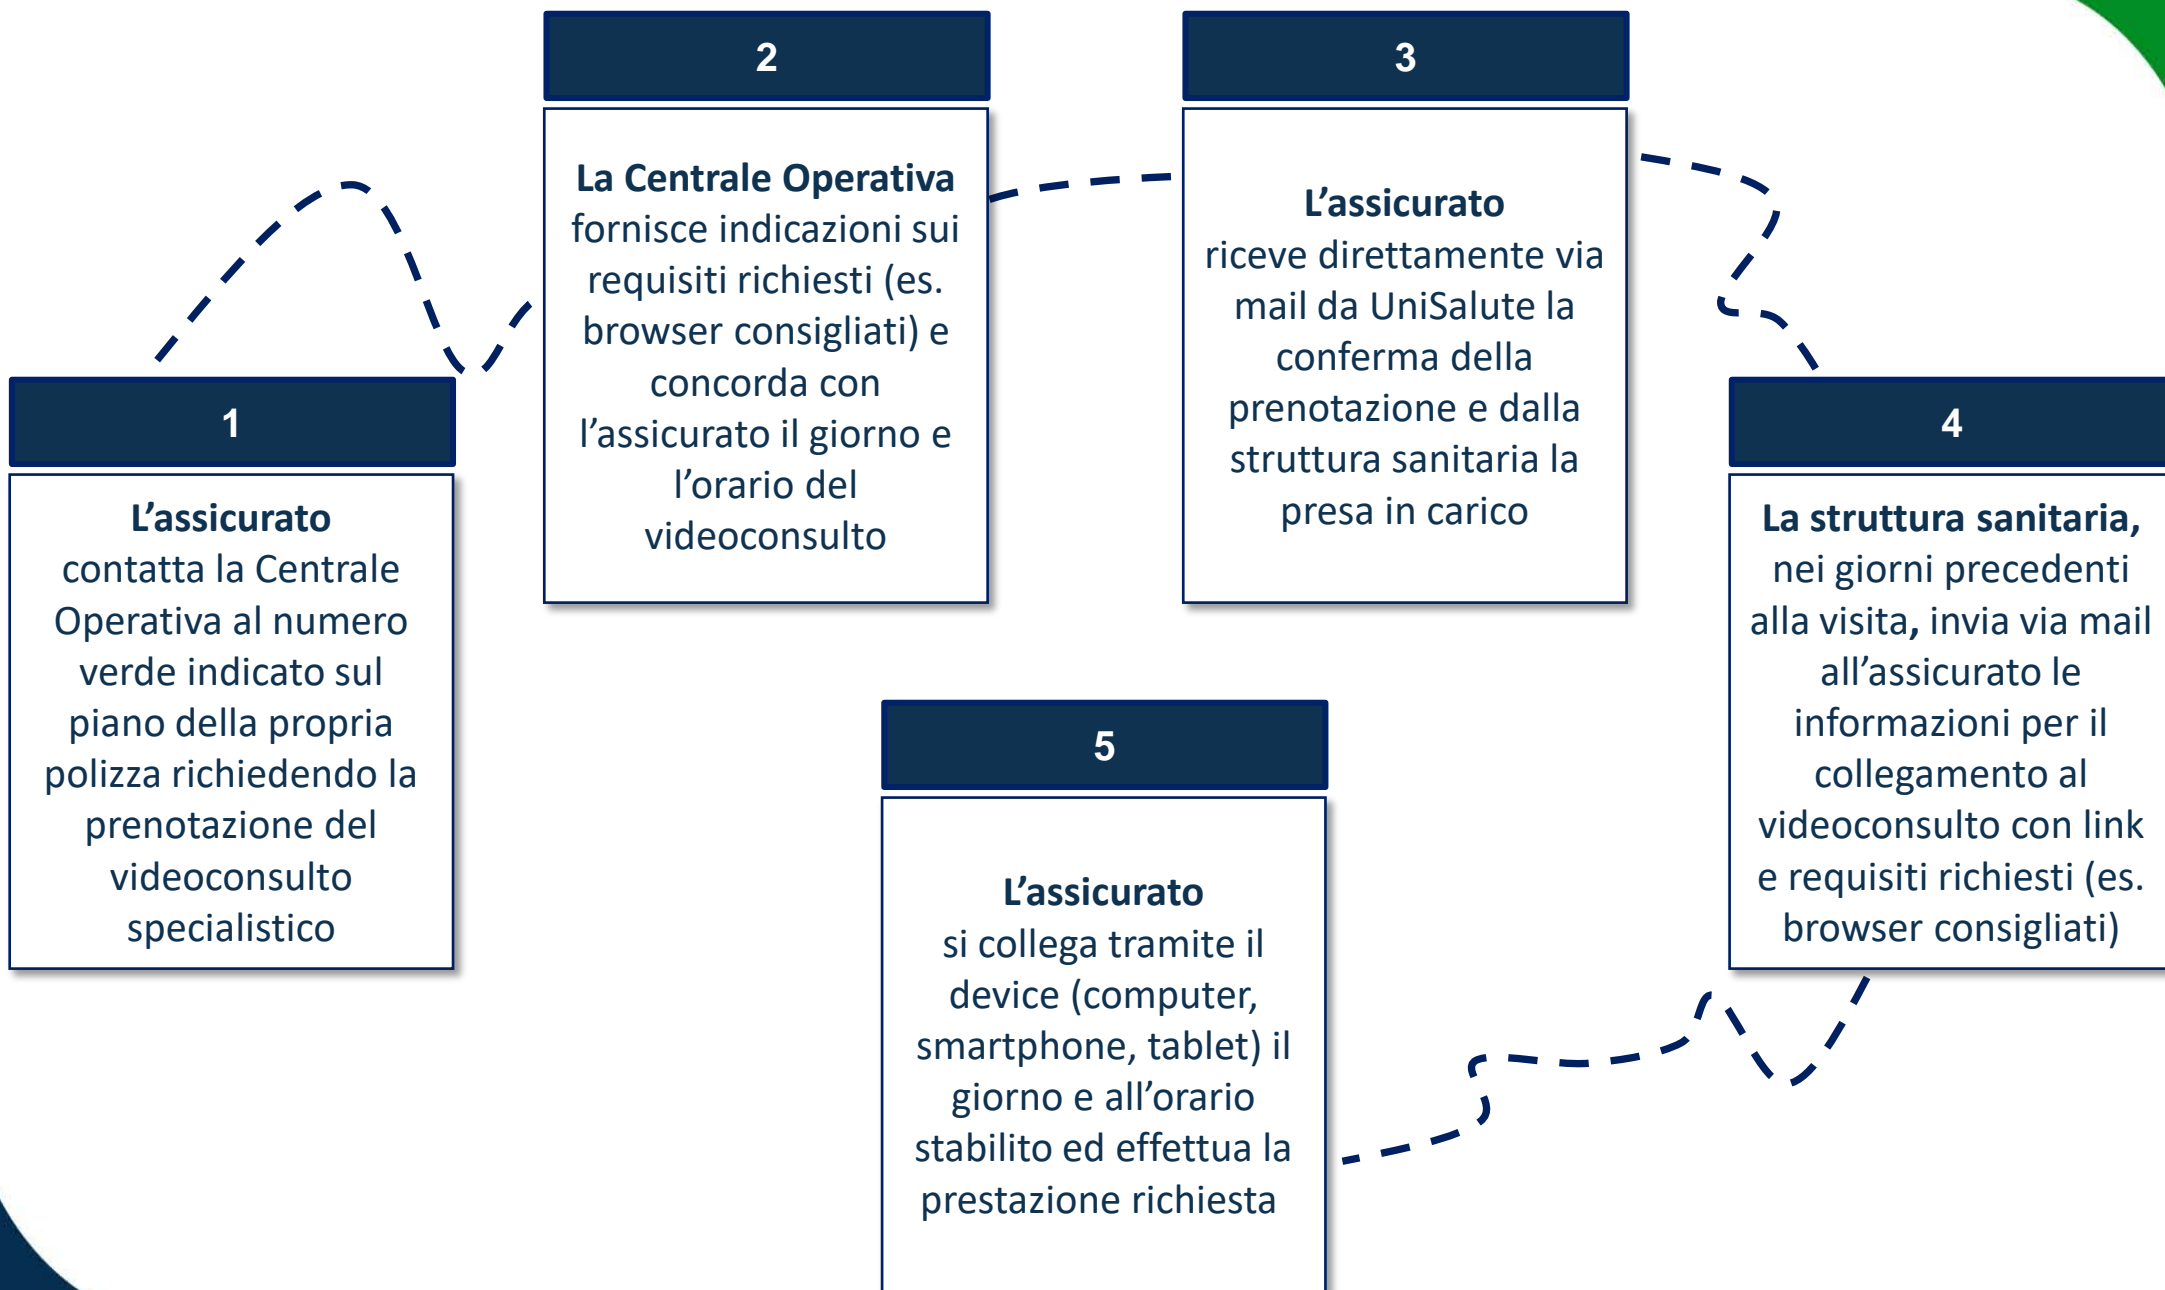 1
L’assicurato
contatta la Centrale
Operativa al numero
verde indicato sul
piano della propria
polizza richiedendo la
prenotazione del
videoconsulto
specialistico
2
La Centrale Operativa
fornisce indicazioni sui
requisiti richiesti (es.
browser consigliati) e
concorda con
l’assicurato il giorno e
l’orario del
videoconsulto
3
L’assicurato
riceve direttamente via
mail da UniSalute la
conferma della
prenotazione e dalla
struttura sanitaria la
presa in carico
4
La struttura sanitaria,
nei giorni precedenti
alla visita, invia via mail
all’assicurato le
informazioni per il
collegamento al
videoconsulto con link
e requisiti richiesti (es.
browser consigliati)
5
L’assicurato
si collega tramite il
device (computer,
smartphone, tablet) il
giorno e all’orario
stabilito ed effettua la
prestazione richiesta